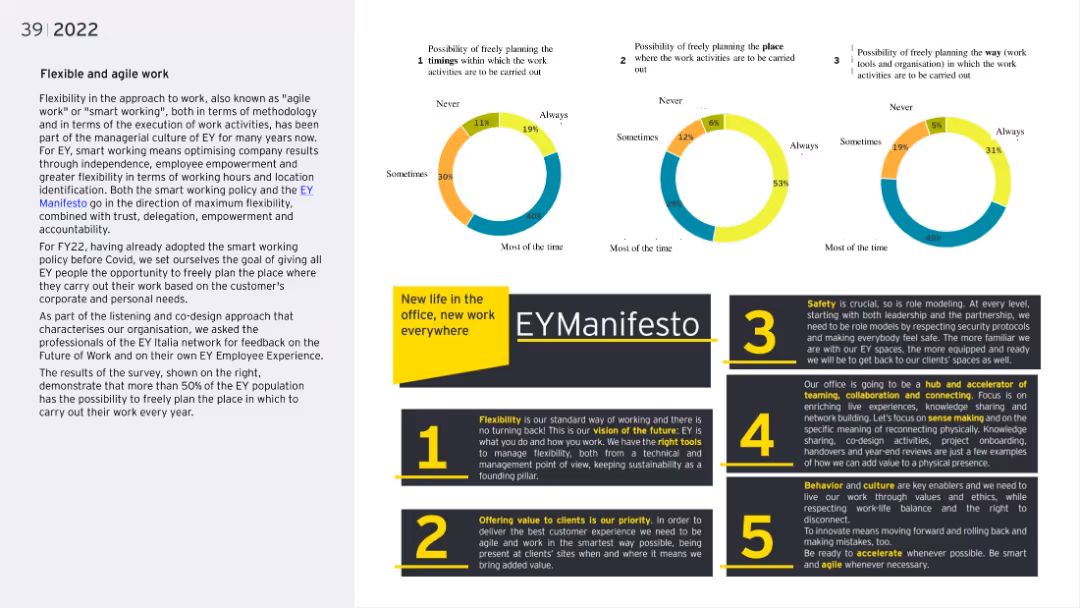 39 | 2022
Flexible and agile work
Flexibility in the approach to work, also known as "agile
work" or "smart working", both in terms of methodology
and in terms of the execution of work activities, has been
part of the managerial culture of EY for many years now.
For EY, smart working means optimising company results
through independence, employee empowerment and
greater flexibility in terms of working hours and location
identification. Both the smart working policy and the EY
Manifesto go in the direction of maximum flexibility,
combined with trust, delegation, empowerment and
accountability.
For FY22, having already adopted the smart working
policy before Covid, we set ourselves the goal of giving all
EY people the opportunity to freely plan the place where
they carry out their work based on the customer's
corporate and personal needs.
As part of the listening and co-design approach that
characterises our organisation, we asked the
professionals of the EY Italia network for feedback on the
Future of Work and on their own EY Employee Experience.
The results of the survey, shown on the right,
demonstrate that more than 50% of the EY population
has the possibility to freely plan the place in which to
carry out their work every year.
1 Possibility of freely planning the
timings within which the work
activities are to be carried out
Never
11%
Always
19%
Sometimes
30%
40%
Most of the time
2 Possibility of freely planning the place
where the work activities are to be carried
out
Never
6%
Sometimes
12%
Always
53%
Most of the time
3 Possibility of freely planning the way (work
tools and organisation) in which the work
activities are to be carried out
Never
5%
Always
31%
Sometimes
19%
Most of the time
New life in the
office, new work
everywhere
EYManifesto
1
Flexibility is our standard way of working and there is
no turning back! This is our vision of the future: EY is
what you do and how you work. We have the right tools
to manage flexibility, both from a technical and
management point of view, keeping sustainability as a
founding pillar.
2
Offering value to clients is our priority. In order to
deliver the best customer experience we need to be
agile and work in the smartest way possible, being
present at clients' sites when and where it means we
bring added value.
3
Safety is crucial, so is role modeling. At every level,
starting with both leadership and the partnership, we
need to be role models by respecting security protocols
and making everybody feel safe. The more familiar we
are with our EY spaces, the more equipped and ready
we will be to get back to our clients' spaces as well.
4
Our office is going to be a hub and accelerator of
teaming, collaboration and connecting. Focus is on
enriching live experiences, knowledge sharing and
network building. Let's focus on sense making and on the
specific meaning of reconnecting physically. Knowledge
sharing, co-design activities, project onboarding,
handovers and year-end reviews are just a few examples
of how we can add value to a physical presence.
5
Behavior and culture are key enablers and we need to
live our work through values and ethics, while
respecting work-life balance and the right to
disconnect.
To innovate means moving forward and rolling back and
making mistakes, too.
Be ready to accelerate whenever possible. Be smart
and agile whenever necessary.